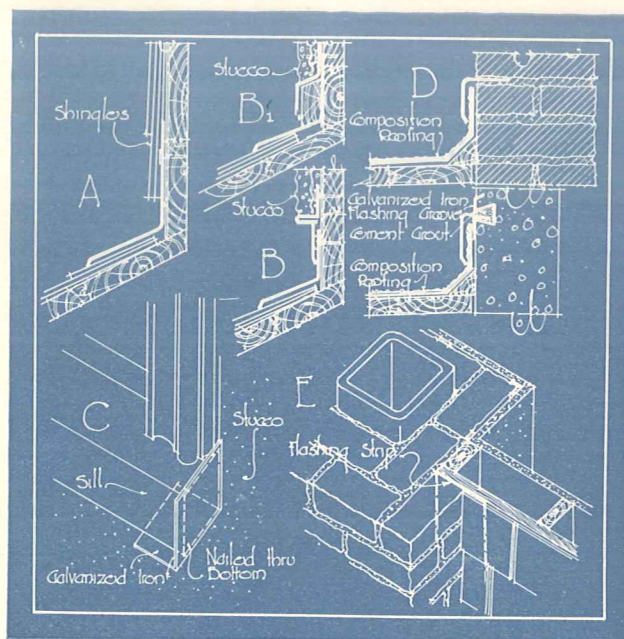 Shingles
A
Stucco
B1
Stucco
B
D
Composition
Roofing
Galvanized Iron
Flashing Groove
Cement Grout
Composition
Roofing
C
Stucco
Sill
Galvanized Iron
Nailed thru
Bottom
E
Flashing Strip